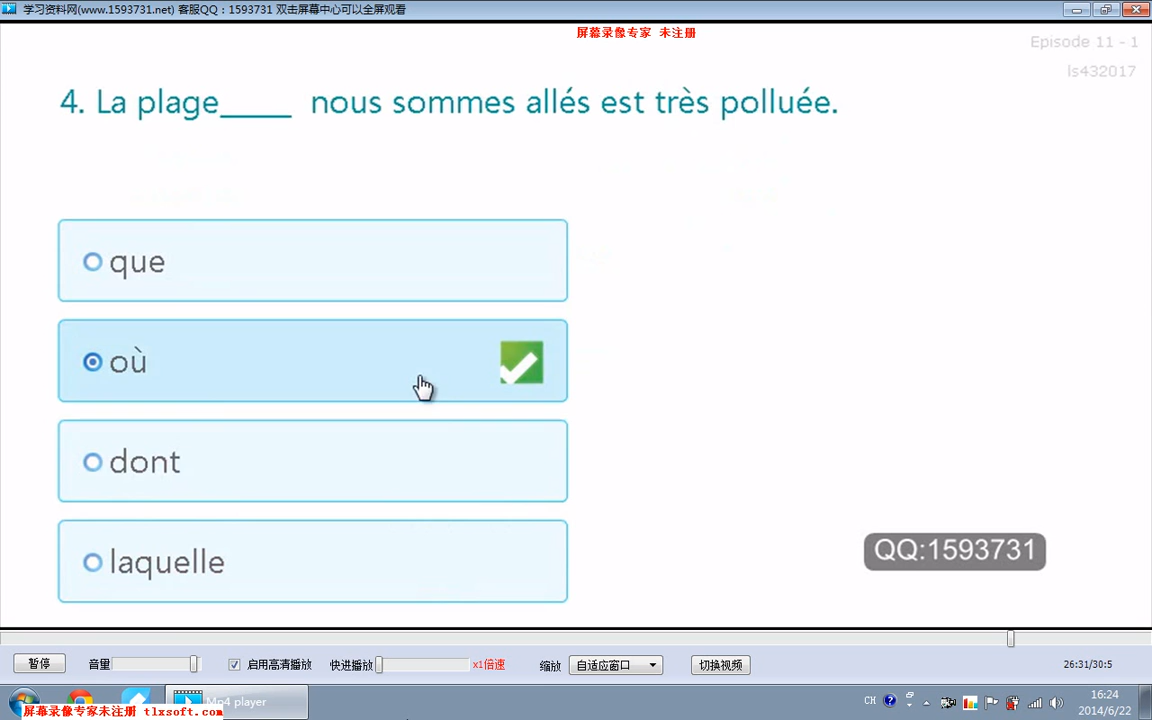 学习资料网(www.1593731.net) 客服QQ：1593731 双击屏幕中心可以全屏观看
屏幕录像专家 未注册
Episode 11 - 1
ls432017
4. La plage_____ nous sommes allés est très polluée.
que
où
dont
laquelle
QQ:1593731
暂停
音量
启用高清播放
快进播放
x1倍速
缩放
自适应窗口
切换视频
26:31/30:5
Mp4 player
CH
16:24
2014/6/22
屏幕录像专家未注册 tlxsoft.com